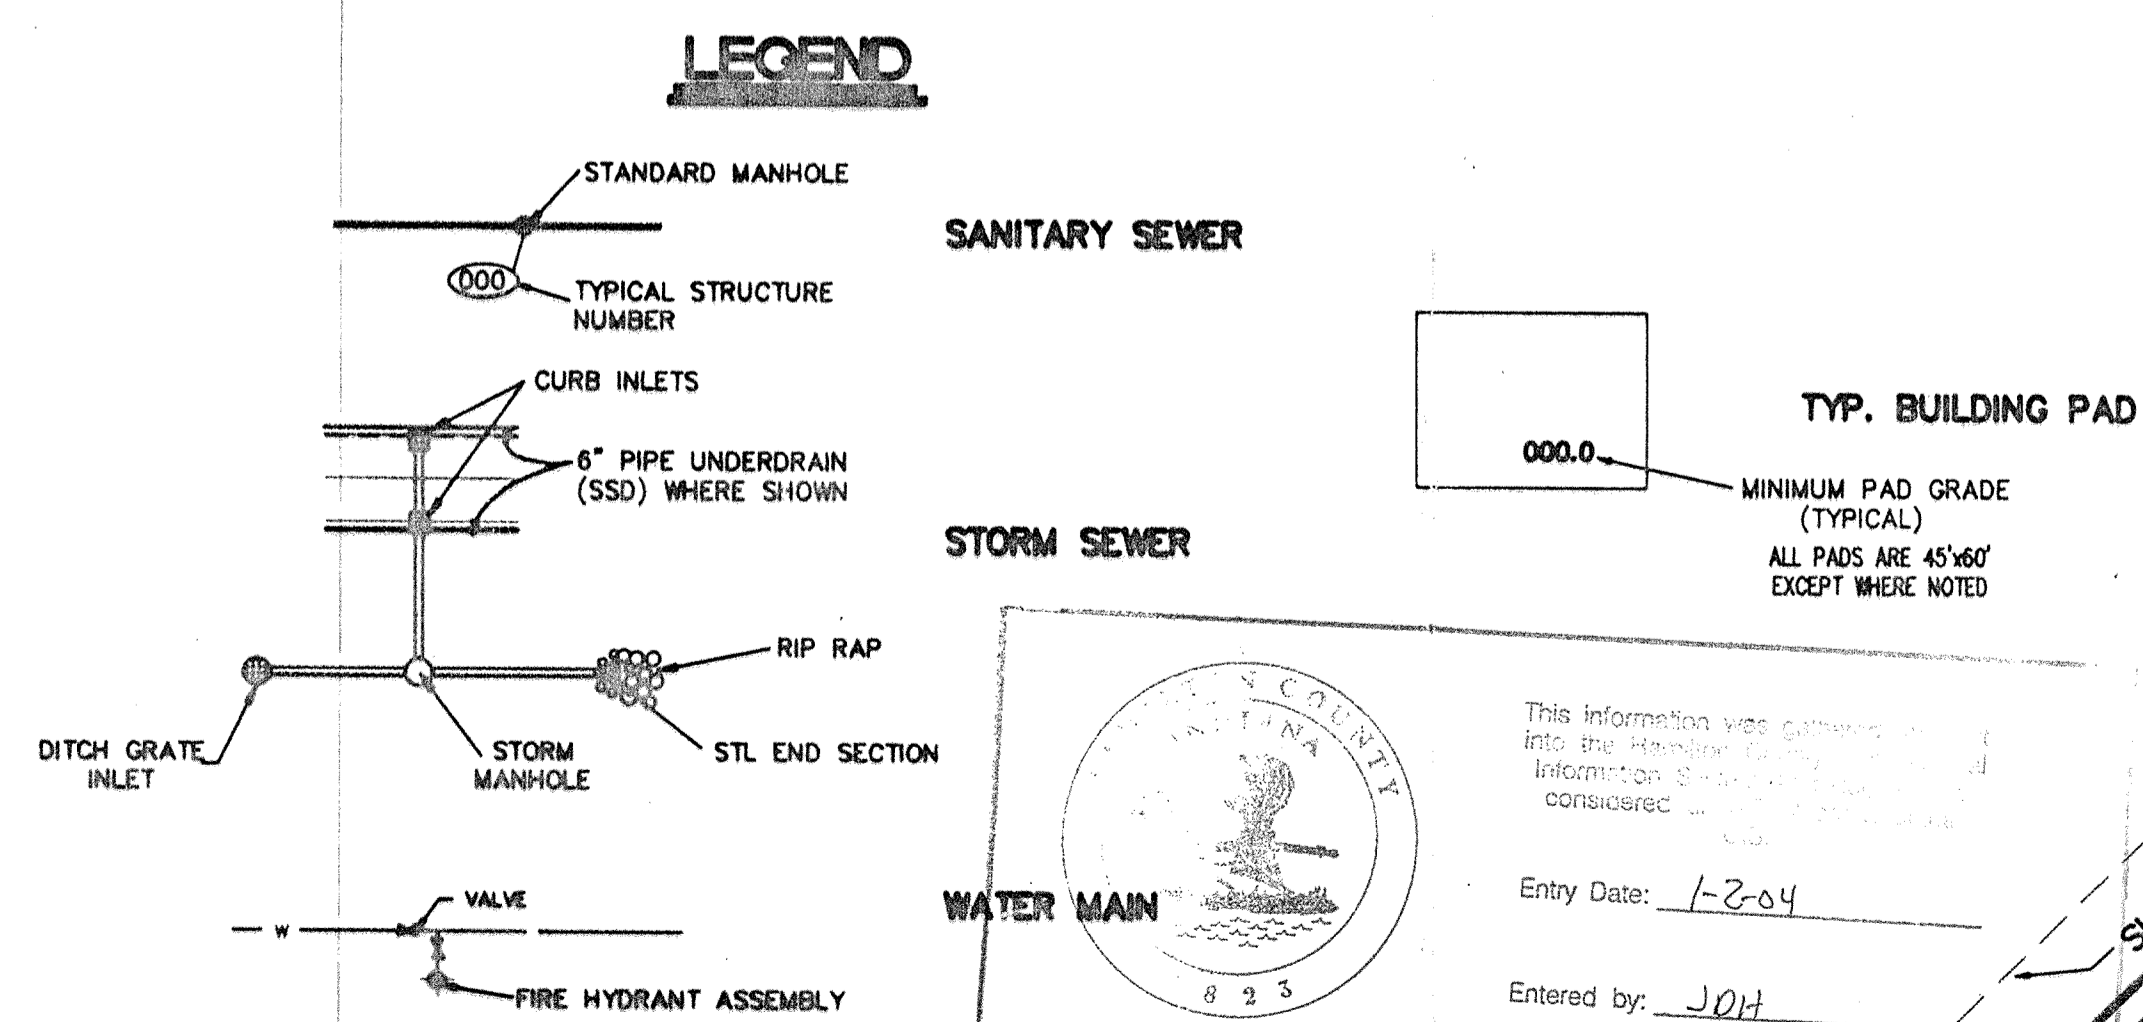 LEGEND
STANDARD MANHOLE
SANITARY SEWER
000
TYPICAL STRUCTURE
NUMBER
CURB INLETS
6" PIPE UNDERDRAIN
(SSD) WHERE SHOWN
STORM SEWER
RIP RAP
DITCH GRATE
INLET
STORM
MANHOLE
STL END SECTION
VALVE
W
WATER MAIN
FIRE HYDRANT ASSEMBLY
TYP. BUILDING PAD
000.0
MINIMUM PAD GRADE
(TYPICAL)
ALL PADS ARE 45'x60'
EXCEPT WHERE NOTED
COUNTY
INDIANA
823
This information was gathered
into the Hamilton
Information
considered
Entry Date: 1-2-04
Entered by: JDH